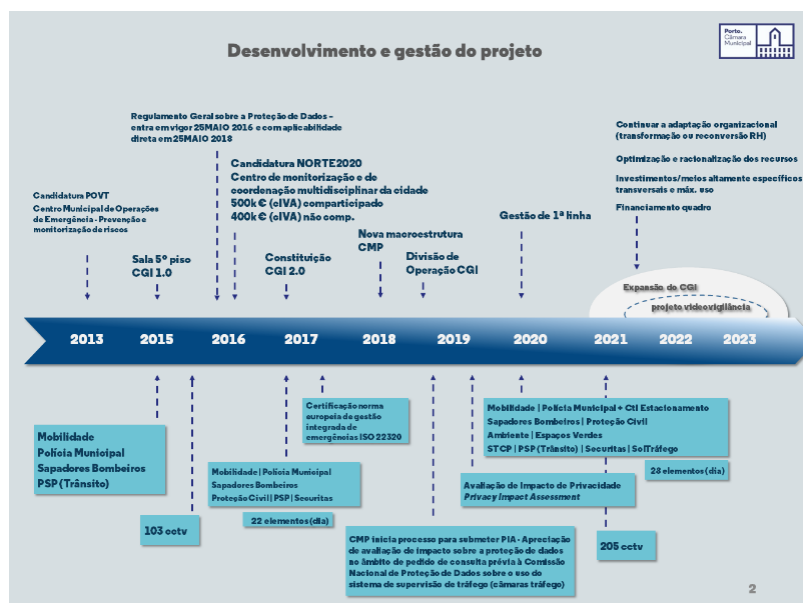 Desenvolvimento e gestão do projeto
Porto.
Câmara
Municipal
Regulamento Geral sobre a Proteção de Dados -
entra em vigor 25MAIO 2016 e com aplicabilidade
direta em 25MAIO 2018
Candidatura NORTE2020
Centro de monitorização e de
coordenação multidisciplinar da cidade
500k € (cIVA) comparticipado
400k € (cIVA) não comp.
Continuar a adaptação organizacional
(transformação ou reconversão RH)
Optimização e racionalização dos recursos
Investimentos/meios altamente específicos
transversais e máx. uso
Financiamento quadro
Candidatura POVT
Centro Municipal de Operações
de Emergência - Prevenção e
monitorização de riscos
Sala 5º piso
CGI 1.0
Constituição
CGI 2.0
Nova macroestrutura
CMP
Divisão de
Operação CGI
Gestão de 1ª linha
Expansão do CGI
projeto videovigilância
2013 2015 2016 2017 2018 2019 2020 2021 2022 2023
Mobilidade
Polícia Municipal
Sapadores Bombeiros
PSP (Trânsito)
103 cctv
Certificação norma
europeia de gestão
integrada de
emergências ISO 22320
Mobilidade | Polícia Municipal
Sapadores Bombeiros
Proteção Civil | PSP | Securitas
22 elementos (dia)
CMP inicia processo para submeter PIA - Apreciação
de avaliação de impacto sobre a proteção de dados
no âmbito de pedido de consulta prévia à Comissão
Nacional de Proteção de Dados sobre o uso do
sistema de supervisão de tráfego (câmaras tráfego)
Mobilidade | Polícia Municipal + Ctl Estacionamento
Sapadores Bombeiros | Proteção Civil
Ambiente | Espaços Verdes
STCP | PSP (Trânsito) | Securitas | SolTráfego
28 elementos (dia)
Avaliação de Impacto de Privacidade
Privacy Impact Assessment
205 cctv
2